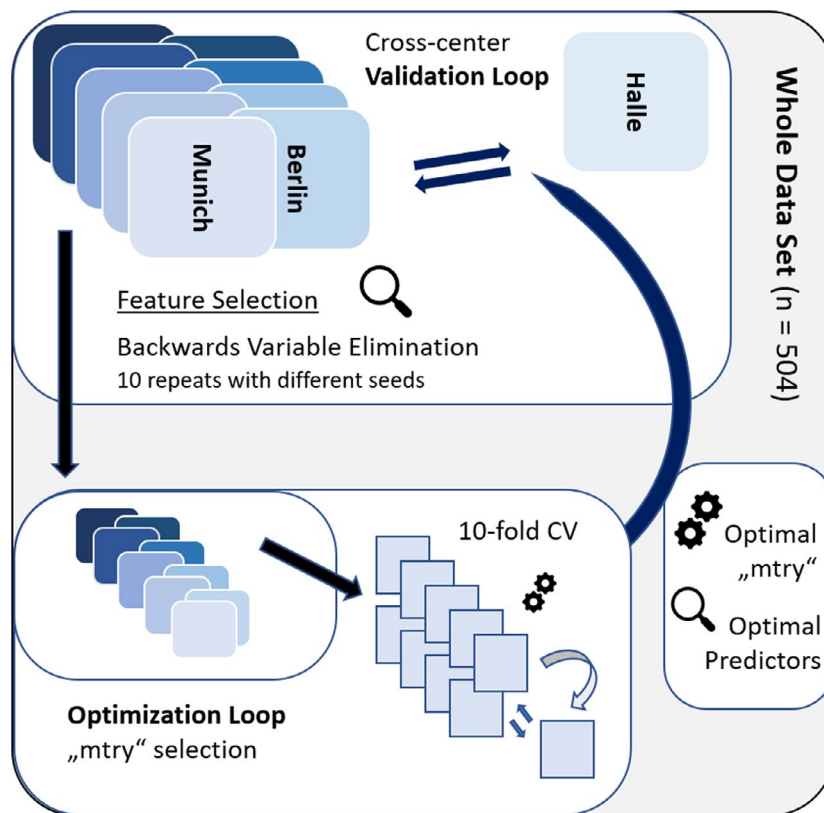 Cross-center
Validation Loop
Halle
Munich
Berlin
Whole Data Set (n = 504)
Feature Selection
Backwards Variable Elimination
10 repeats with different seeds
10-fold CV
Optimal
„mtry“
Optimal
Predictors
Optimization Loop
„mtry“ selection